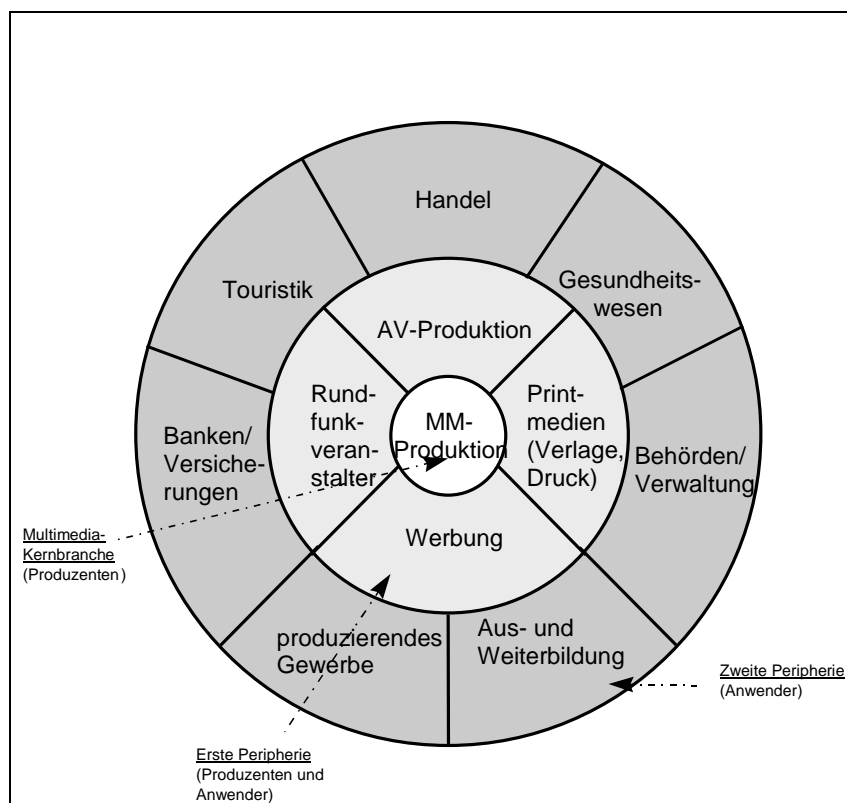 Handel
Touristik
Gesundheits-
wesen
AV-Produktion
Rund-
funk-
veran-
stalter
MM-
Produktion
Print-
medien
(Verlage,
Druck)
Banken/
Versiche-
rungen
Behörden/
Verwaltung
Werbung
Multimedia-
Kernbranche
(Produzenten)
produzierendes
Gewerbe
Aus- und
Weiterbildung
Zweite Peripherie
(Anwender)
Erste Peripherie
(Produzenten und
Anwender)